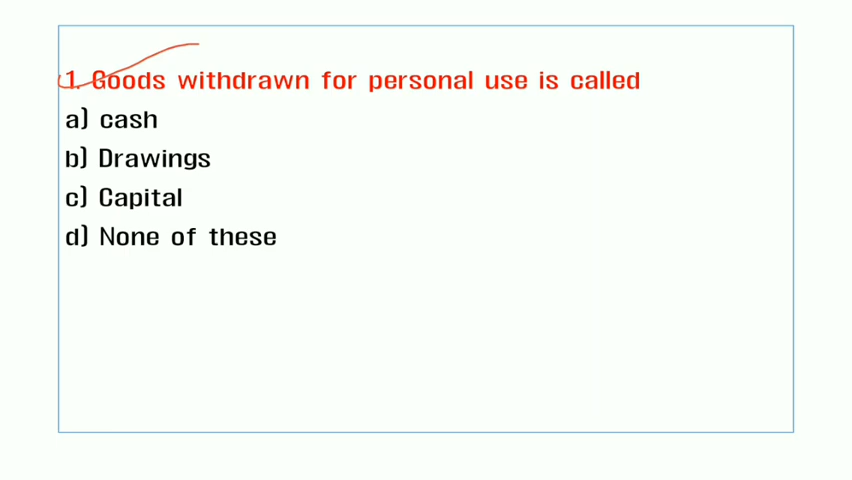 1. Goods withdrawn for personal use is called
a) cash
b) Drawings
c) Capital
d) None of these